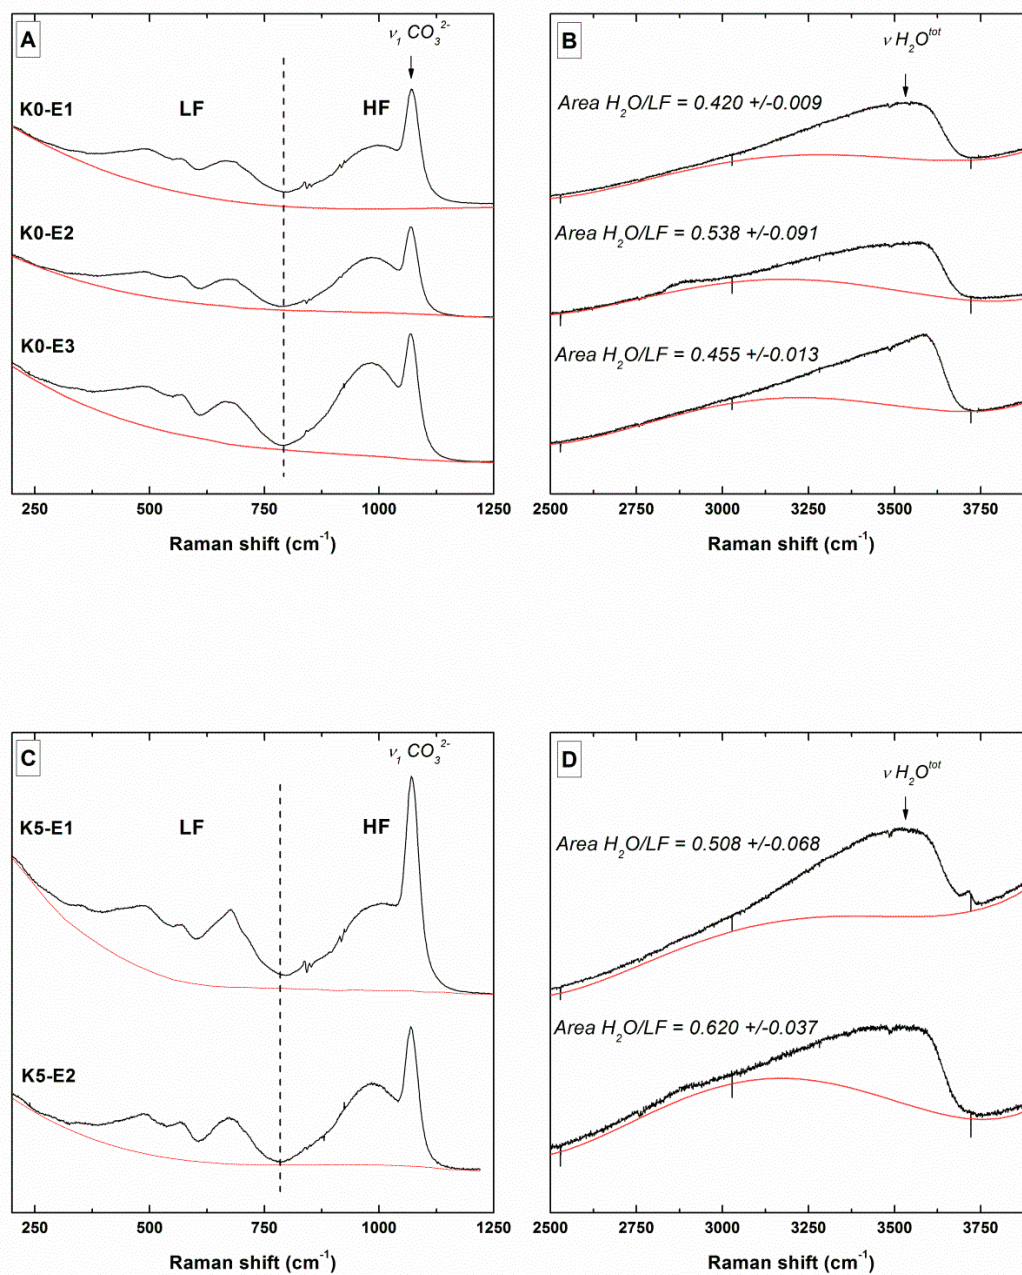 A
ν₁ CO₃²⁻
K0-E1
LF
HF
K0-E2
K0-E3
250 500 750 1000 1250
Raman shift (cm⁻¹)
B
ν H₂Oᵗᵒᵗ
Area H₂O/LF = 0.420 +/-0.009
Area H₂O/LF = 0.538 +/-0.091
Area H₂O/LF = 0.455 +/-0.013
2500 2750 3000 3250 3500 3750
Raman shift (cm⁻¹)
C
ν₁ CO₃²⁻
K5-E1
LF
HF
K5-E2
250 500 750 1000 1250
Raman shift (cm⁻¹)
D
ν H₂Oᵗᵒᵗ
Area H₂O/LF = 0.508 +/-0.068
Area H₂O/LF = 0.620 +/-0.037
2500 2750 3000 3250 3500 3750
Raman shift (cm⁻¹)